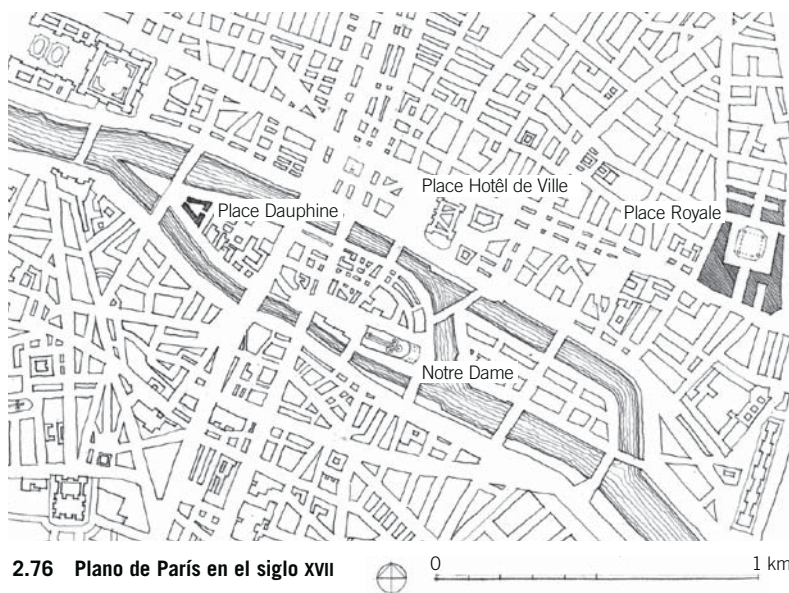 Place Hotêl de Ville
Place Dauphine
Place Royale
Notre Dame
2.76 Plano de París en el siglo XVII
0
1 km